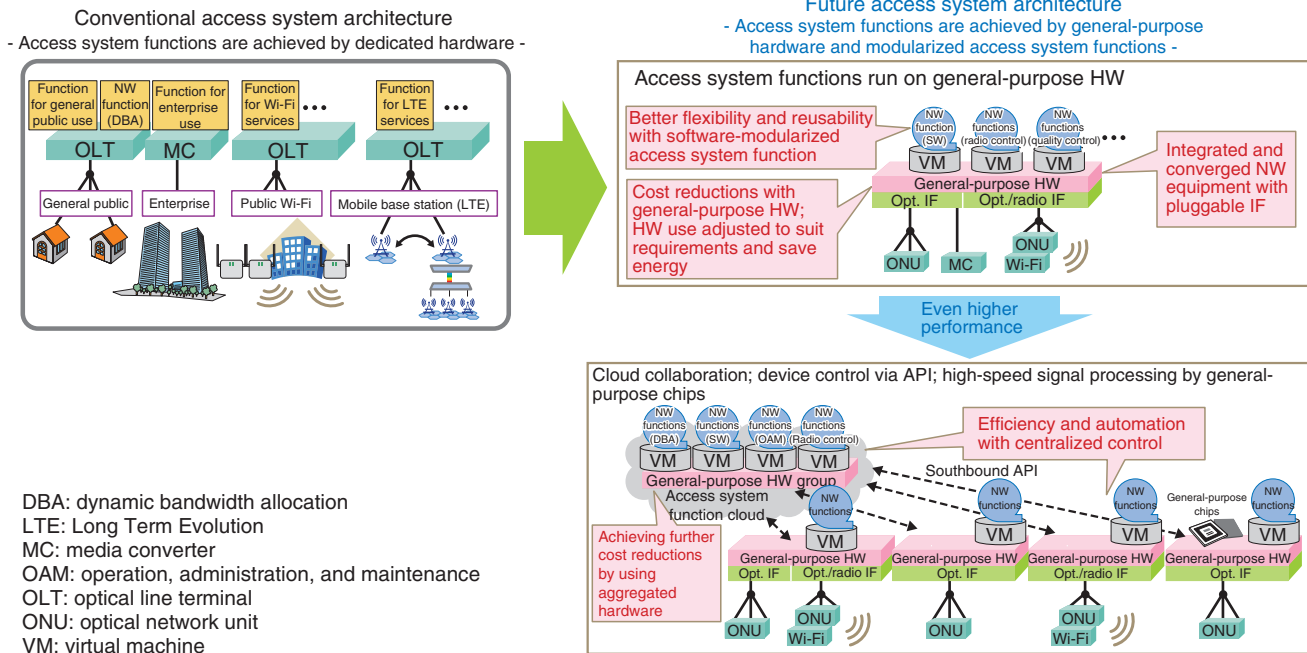 Conventional access system architecture
- Access system functions are achieved by dedicated hardware -
Function
for general
public use
NW
function
(DBA)
Function for
enterprise
use
Function
for Wi-Fi
services
•••
Function
for LTE
services
•••
OLT
MC
OLT
OLT
General public
Enterprise
Public Wi-Fi
Mobile base station (LTE)
Future access system architecture
- Access system functions are achieved by general-purpose
hardware and modularized access system functions -
Access system functions run on general-purpose HW
Better flexibility and reusability
with software-modularized
access system function
NW
function
(SW)
NW
functions
(radio control)
NW
functions
(quality control)
•••
VM
VM
VM
General-purpose HW
Opt. IF
Opt./radio IF
Cost reductions with
general-purpose HW;
HW use adjusted to suit
requirements and save
energy
Integrated and
converged NW
equipment with
pluggable IF
ONU
MC
ONU
Wi-Fi
Even higher
performance
Cloud collaboration; device control via API; high-speed signal processing by general-
purpose chips
NW
functions
(DBA)
NW
functions
(SW)
NW
functions
(OAM)
NW
functions
(Radio control)
VM
VM
VM
VM
General-purpose HW group
Access system
function cloud
Efficiency and automation
with centralized control
Southbound API
Achieving further
cost reductions
by using
aggregated
hardware
NW
functions
VM
General-purpose HW
Opt. IF
Opt./radio IF
ONU
ONU
Wi-Fi
NW
functions
VM
General-purpose HW
Opt. IF
ONU
NW
functions
VM
General-purpose HW
Opt./radio IF
ONU
Wi-Fi
General-purpose
chips
NW
functions
VM
General-purpose HW
Opt. IF
ONU
DBA: dynamic bandwidth allocation
LTE: Long Term Evolution
MC: media converter
OAM: operation, administration, and maintenance
OLT: optical line terminal
ONU: optical network unit
VM: virtual machine